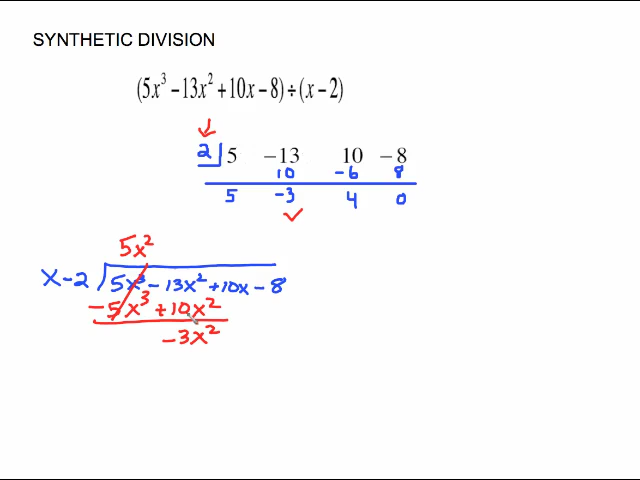 SYNTHETIC DIVISION
(5x³ −13x² +10x −8) ÷ (x −2)
2 5 −13 10 −8
10 −6 8
5 −3 4 0
5x²
x−2 5x³ − 13x² +10x − 8
−5x³ +10x²
−3x²